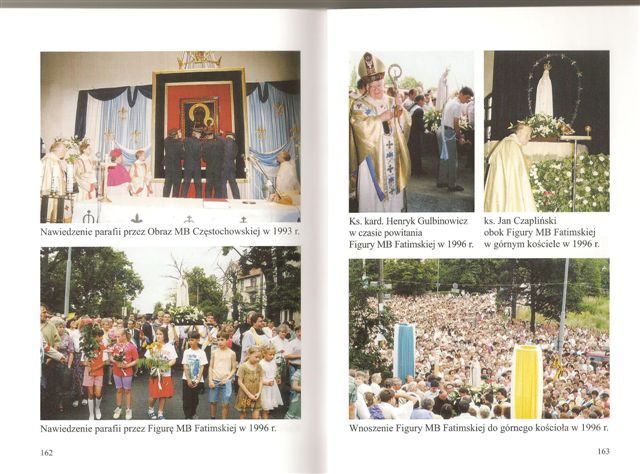 Nawiedzenie parafii przez Obraz MB Częstochowskiej w 1993 r.
Nawiedzenie parafii przez Figurę MB Fatimskiej w 1996 r.
162
Ks. kard. Henryk Gulbinowicz
w czasie powitania
Figury MB Fatimskiej w 1996 r.
ks. Jan Czapliński
obok Figury MB Fatimskiej
w górnym kościele w 1996 r.
Wnoszenie Figury MB Fatimskiej do górnego kościoła w 1996 r.
163